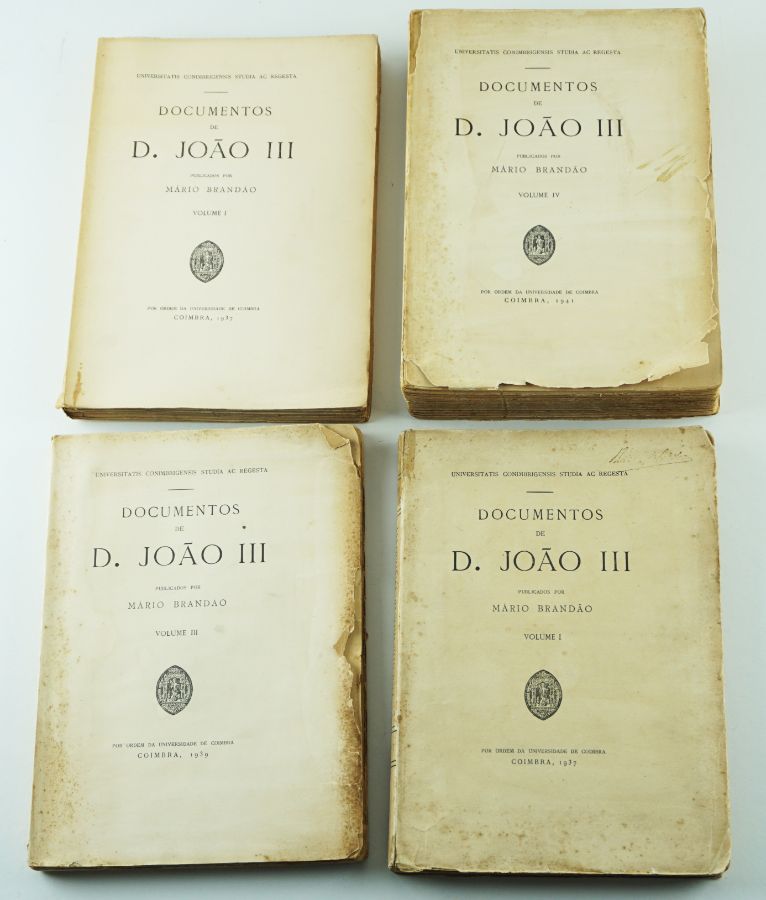 UNIVERSITATIS CONIMBRIGENSIS STUDIA AC REGESTA
DOCUMENTOS
DE
D. JOÃO III
PUBLICADOS POR
MÁRIO BRANDÃO
VOLUME I
POR ORDEM DA UNIVERSIDADE DE COIMBRA
COIMBRA, 1937
UNIVERSITATIS CONIMBRIGENSIS STUDIA AC REGESTA
DOCUMENTOS
DE
D. JOÃO III
PUBLICADOS POR
MÁRIO BRANDÃO
VOLUME IV
POR ORDEM DA UNIVERSIDADE DE COIMBRA
COIMBRA, 1941
UNIVERSITATIS CONIMBRIGENSIS STUDIA AC REGESTA
DOCUMENTOS
DE
D. JOÃO III
PUBLICADOS POR
MÁRIO BRANDÃO
VOLUME III
POR ORDEM DA UNIVERSIDADE DE COIMBRA
COIMBRA, 1939
UNIVERSITATIS CONIMBRIGENSIS STUDIA AC REGESTA
DOCUMENTOS
DE
D. JOÃO III
PUBLICADOS POR
MÁRIO BRANDÃO
VOLUME I
POR ORDEM DA UNIVERSIDADE DE COIMBRA
COIMBRA, 1937